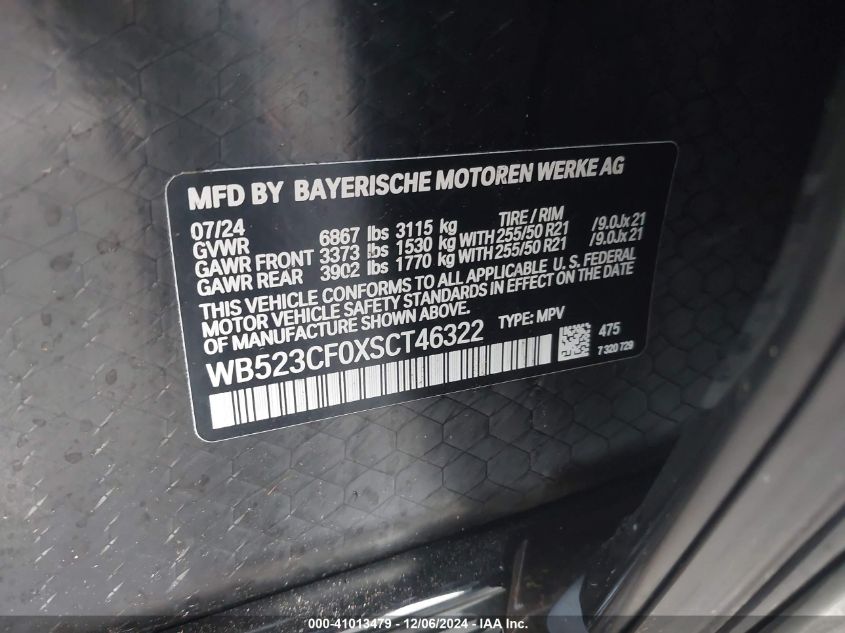 MFD BY BAYERISCHE MOTOREN WERKE AG
07/24
GVWR 6867 lbs 3115 kg TIRE / RIM
GAWR FRONT 3373 lbs 1530 kg WITH 255/50 R21 /9.0Jx21
GAWR REAR 3902 lbs 1770 kg WITH 255/50 R21 /9.0Jx21
THIS VEHICLE CONFORMS TO ALL APPLICABLE U. S. FEDERAL
MOTOR VEHICLE SAFETY STANDARDS IN EFFECT ON THE DATE
OF MANUFACTURE SHOWN ABOVE.
WB523CF0XSCT46322 TYPE: MPV
475
7 320 729
000-41013479 - 12/06/2024 - IAA Inc.